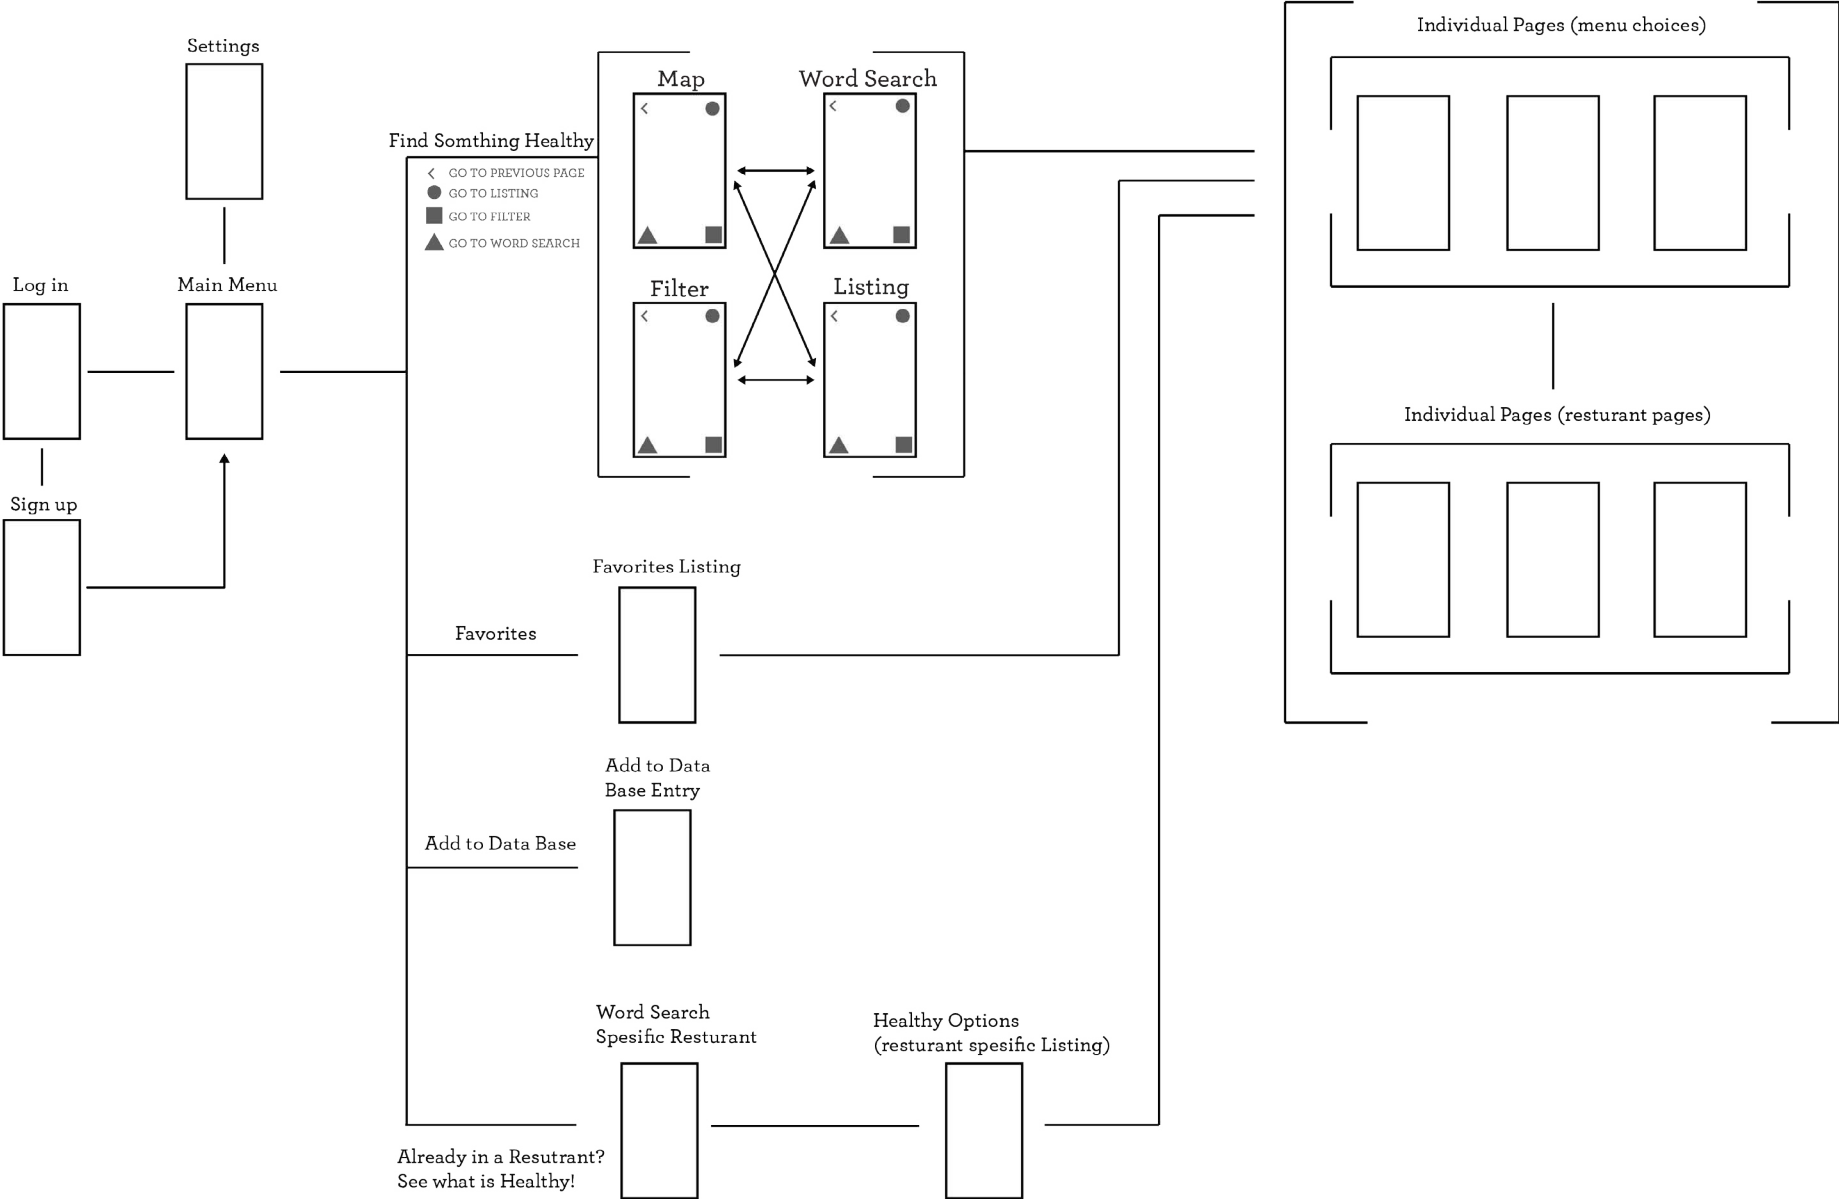 Settings
Log in
Main Menu
Sign up
Find Somthing Healthy
< GO TO PREVIOUS PAGE
GO TO LISTING
GO TO FILTER
GO TO WORD SEARCH
Map
Word Search
<
<
Filter
Listing
<
<
Favorites Listing
Favorites
Add to Data
Base Entry
Add to Data Base
Word Search
Spesific Resturant
Healthy Options
(resturant spesific Listing)
Already in a Resutrant?
See what is Healthy!
Individual Pages (menu choices)
Individual Pages (resturant pages)